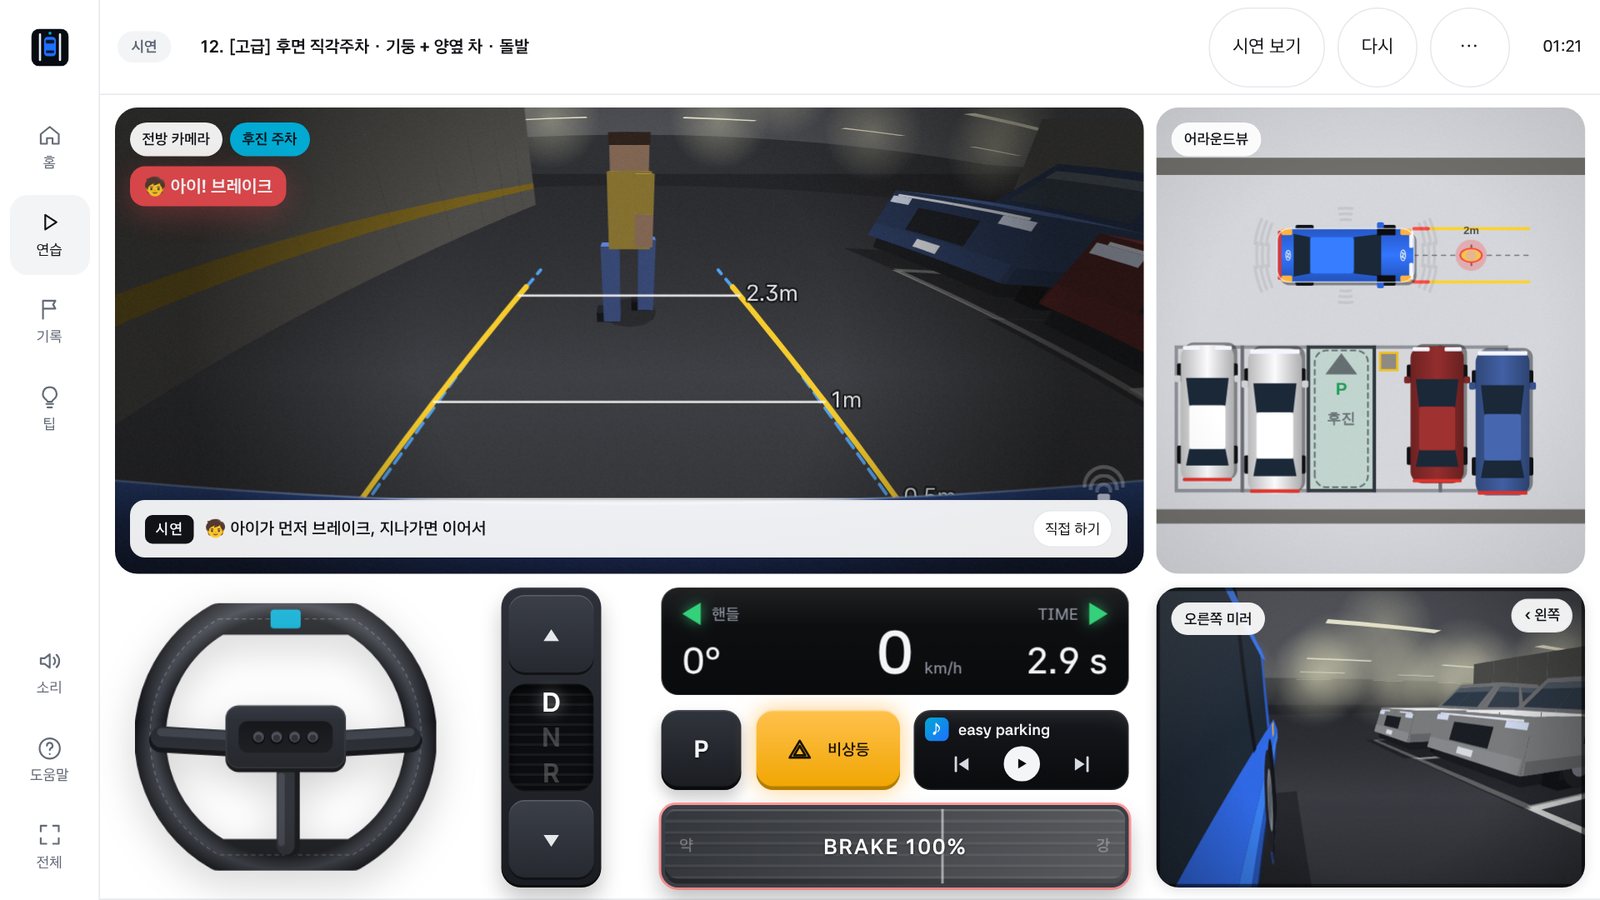 시연
12. [고급] 후면 직각주차 · 기둥 + 양옆 차 · 돌발
시연 보기
다시
···
01:21
홈
연습
기록
팁
소리
도움말
전체
전방 카메라
후진 주차
아이! 브레이크
2.3m
1m
0.5m
시연
아이가 먼저 브레이크, 지나가면 이어서
직접 하기
어라운드뷰
2m
P
후진
D
N
R
핸들
TIME
0°
0
km/h
2.9 s
P
비상등
easy parking
약
BRAKE 100%
강
오른쪽 미러
‹ 왼쪽